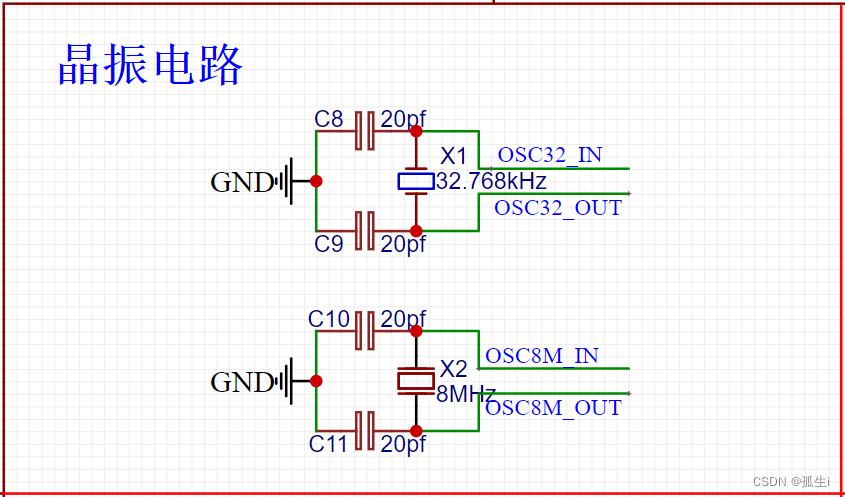 晶振电路
C8 20pf
X1
OSC32_IN
GND
32.768kHz
OSC32_OUT
C9 20pf
C10 20pf
OSC8M_IN
X2
GND
8MHz
OSC8M_OUT
C11 20pf
CSDN @孤生i